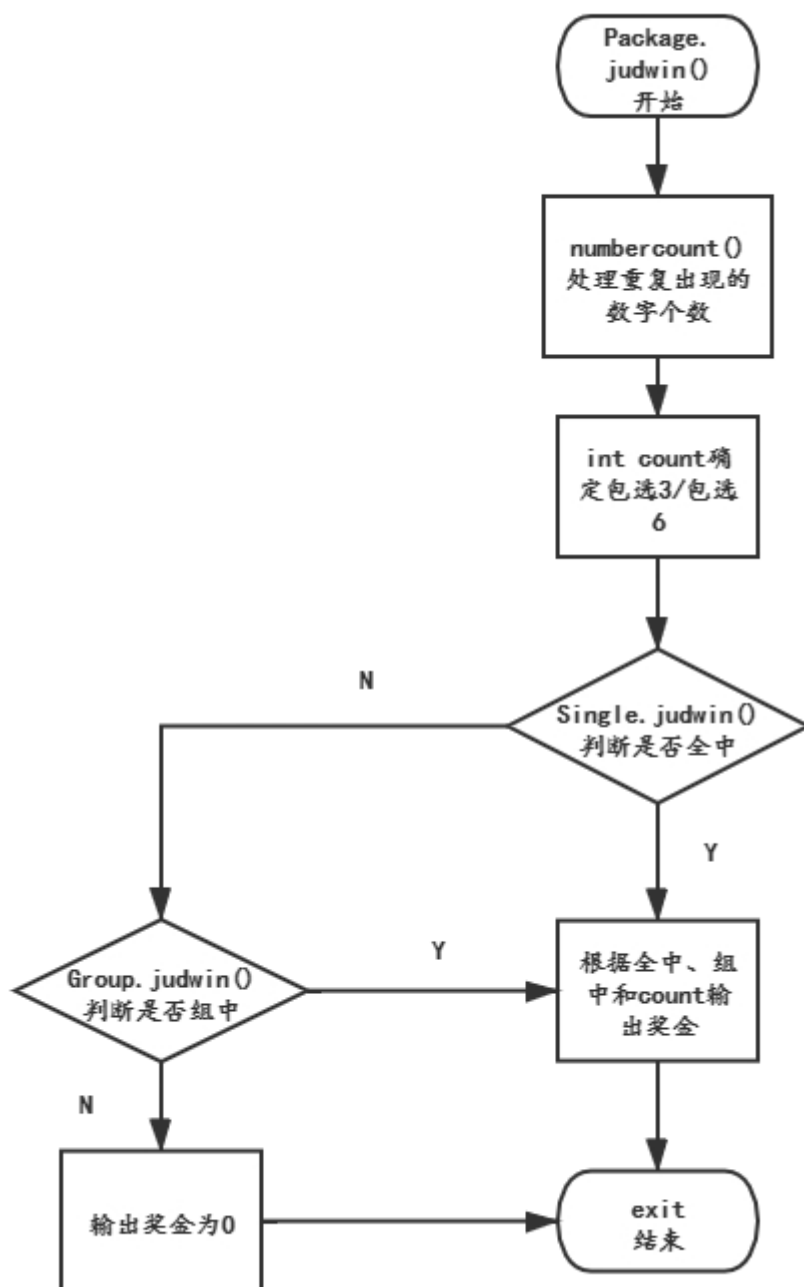 Package.
judwin()
开始
numbercount()
处理重复出现的
数字个数
int count确
定包选3/包选
6
N
Single.judwin()
判断是否全中
Y
Group.judwin()
判断是否组中
Y
根据全中、组
中和count输
出奖金
N
输出奖金为0
exit
结束